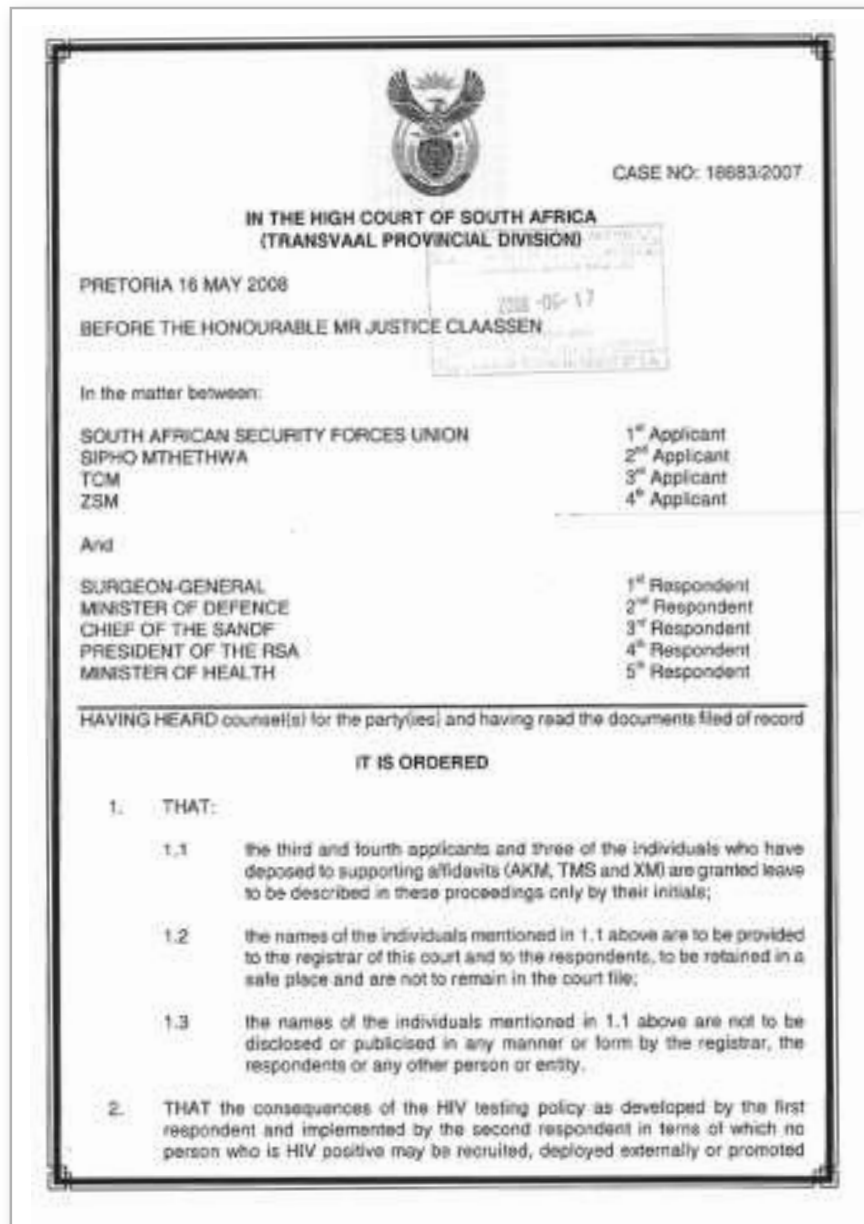 CASE NO: 18683/2007
IN THE HIGH COURT OF SOUTH AFRICA
(TRANSVAAL PROVINCIAL DIVISION)
PRETORIA 16 MAY 2008
2008 -06- 17
BEFORE THE HONOURABLE MR JUSTICE CLAASSEN
In the matter between:
SOUTH AFRICAN SECURITY FORCES UNION 1st Applicant
SIPHO MTHETHWA 2nd Applicant
TCM 3rd Applicant
ZSM 4th Applicant
And
SURGEON-GENERAL 1st Respondent
MINISTER OF DEFENCE 2nd Respondent
CHIEF OF THE SANDF 3rd Respondent
PRESIDENT OF THE RSA 4th Respondent
MINISTER OF HEALTH 5th Respondent
HAVING HEARD counsel(s) for the party(ies) and having read the documents filed of record
IT IS ORDERED
1. THAT:
1.1 the third and fourth applicants and three of the individuals who have
deposed to supporting affidavits (AKM, TMS and XM) are granted leave
to be described in these proceedings only by their initials;
1.2 the names of the individuals mentioned in 1.1 above are to be provided
to the registrar of this court and to the respondents, to be retained in a
safe place and are not to remain in the court file;
1.3 the names of the individuals mentioned in 1.1 above are not to be
disclosed or publicised in any manner or form by the registrar, the
respondents or any other person or entity.
2. THAT the consequences of the HIV testing policy as developed by the first
respondent and implemented by the second respondent in terms of which no
person who is HIV positive may be recruited, deployed externally or promoted